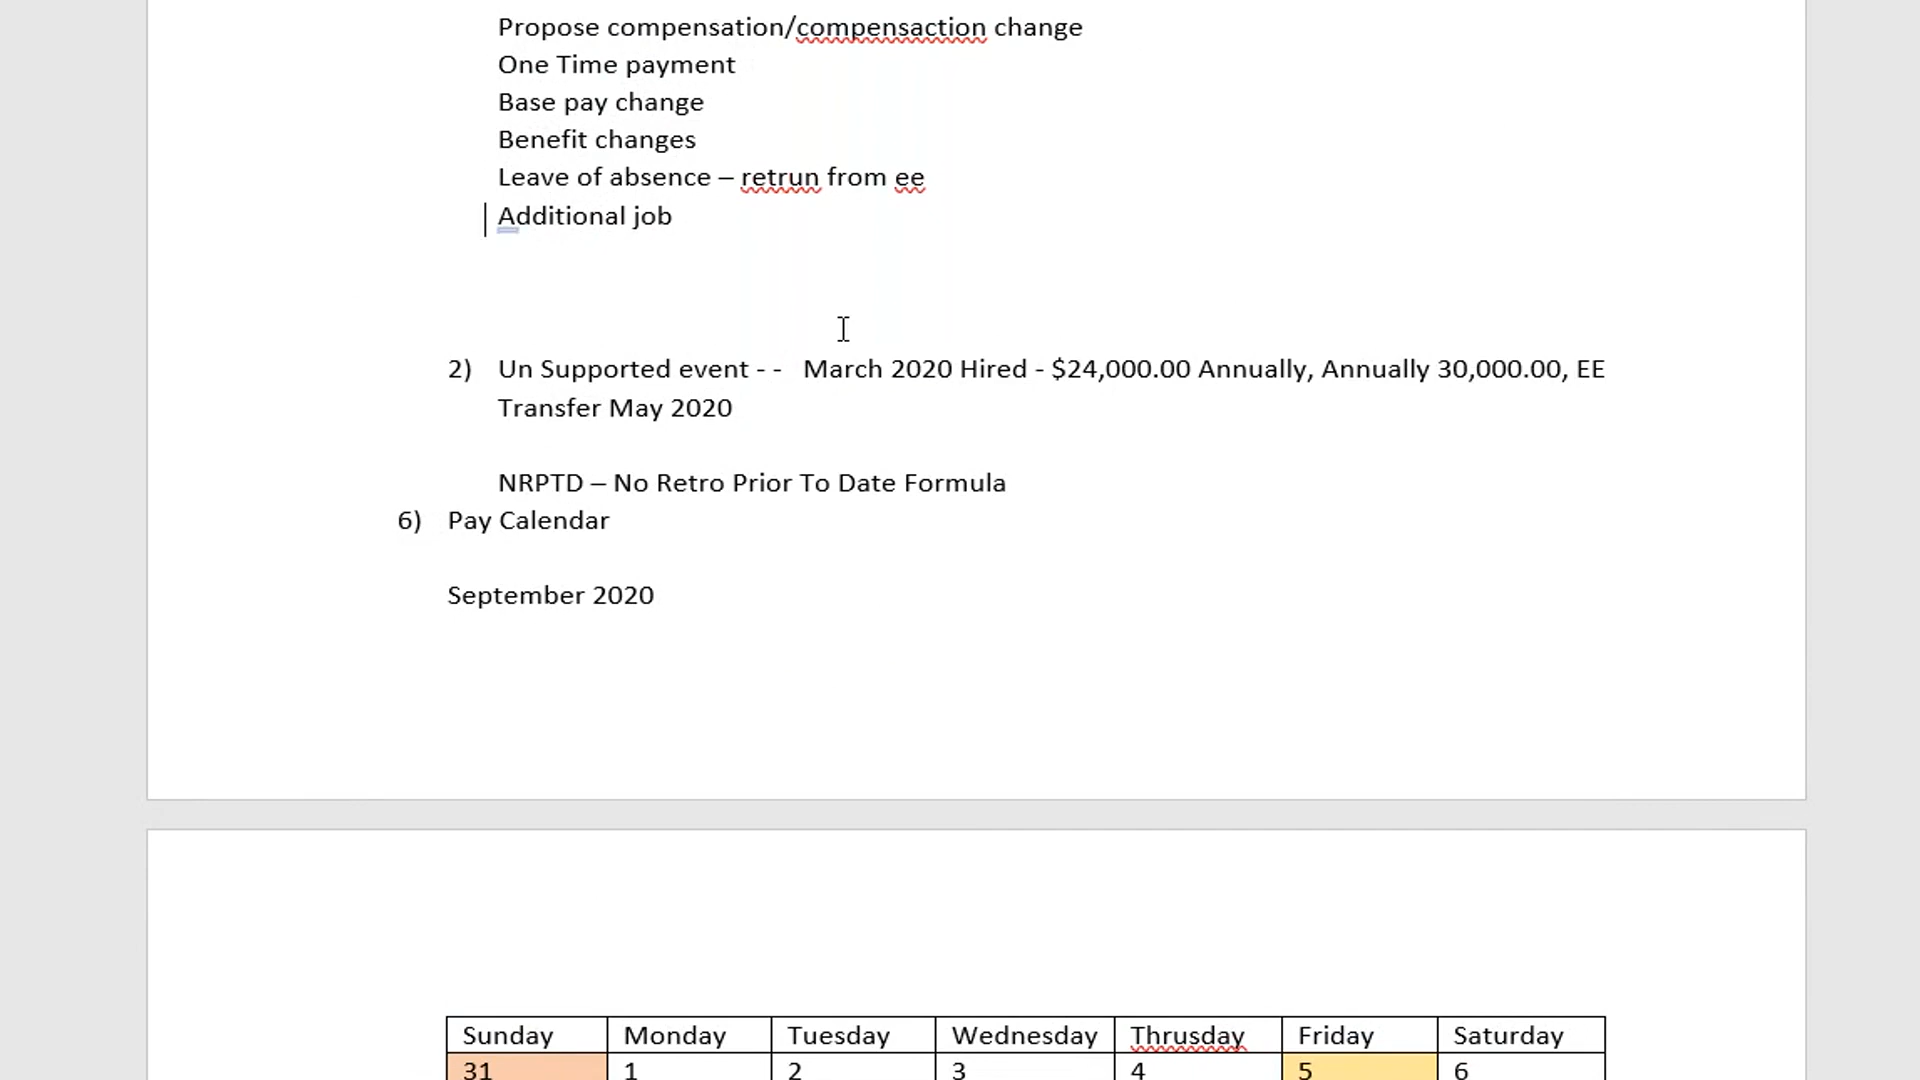 Propose compensation/compensaction change
One Time payment
Base pay change
Benefit changes
Leave of absence – retrun from ee
Additional job
2) Un Supported event - - March 2020 Hired - $24,000.00 Annually, Annually 30,000.00, EE
Transfer May 2020
NRPTD – No Retro Prior To Date Formula
6) Pay Calendar
September 2020
Sunday Monday Tuesday Wednesday Thrusday Friday Saturday
31 1 2 3 4 5 6